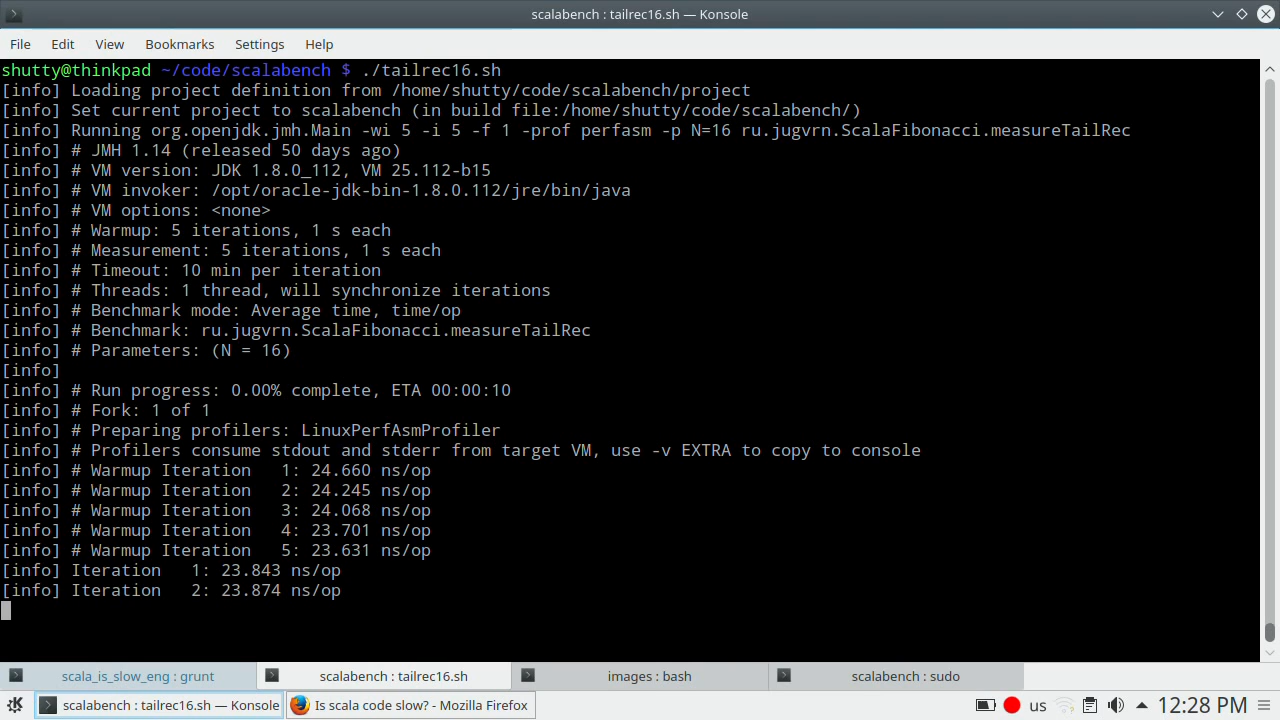 scalabench : tailrec16.sh — Konsole
File Edit View Bookmarks Settings Help
shutty@thinkpad ~/code/scalabench $ ./tailrec16.sh
[info] Loading project definition from /home/shutty/code/scalabench/project
[info] Set current project to scalabench (in build file:/home/shutty/code/scalabench/)
[info] Running org.openjdk.jmh.Main -wi 5 -i 5 -f 1 -prof perfasm -p N=16 ru.jugvrn.ScalaFibonacci.measureTailRec
[info] # JMH 1.14 (released 50 days ago)
[info] # VM version: JDK 1.8.0_112, VM 25.112-b15
[info] # VM invoker: /opt/oracle-jdk-bin-1.8.0.112/jre/bin/java
[info] # VM options: <none>
[info] # Warmup: 5 iterations, 1 s each
[info] # Measurement: 5 iterations, 1 s each
[info] # Timeout: 10 min per iteration
[info] # Threads: 1 thread, will synchronize iterations
[info] # Benchmark mode: Average time, time/op
[info] # Benchmark: ru.jugvrn.ScalaFibonacci.measureTailRec
[info] # Parameters: (N = 16)
[info]
[info] # Run progress: 0.00% complete, ETA 00:00:10
[info] # Fork: 1 of 1
[info] # Preparing profilers: LinuxPerfAsmProfiler
[info] # Profilers consume stdout and stderr from target VM, use -v EXTRA to copy to console
[info] # Warmup Iteration   1: 24.660 ns/op
[info] # Warmup Iteration   2: 24.245 ns/op
[info] # Warmup Iteration   3: 24.068 ns/op
[info] # Warmup Iteration   4: 23.701 ns/op
[info] # Warmup Iteration   5: 23.631 ns/op
[info] Iteration   1: 23.843 ns/op
[info] Iteration   2: 23.874 ns/op
scala_is_slow_eng : grunt scalabench : tailrec16.sh images : bash scalabench : sudo
scalabench : tailrec16.sh — Konsole Is scala code slow? - Mozilla Firefox us 12:28 PM